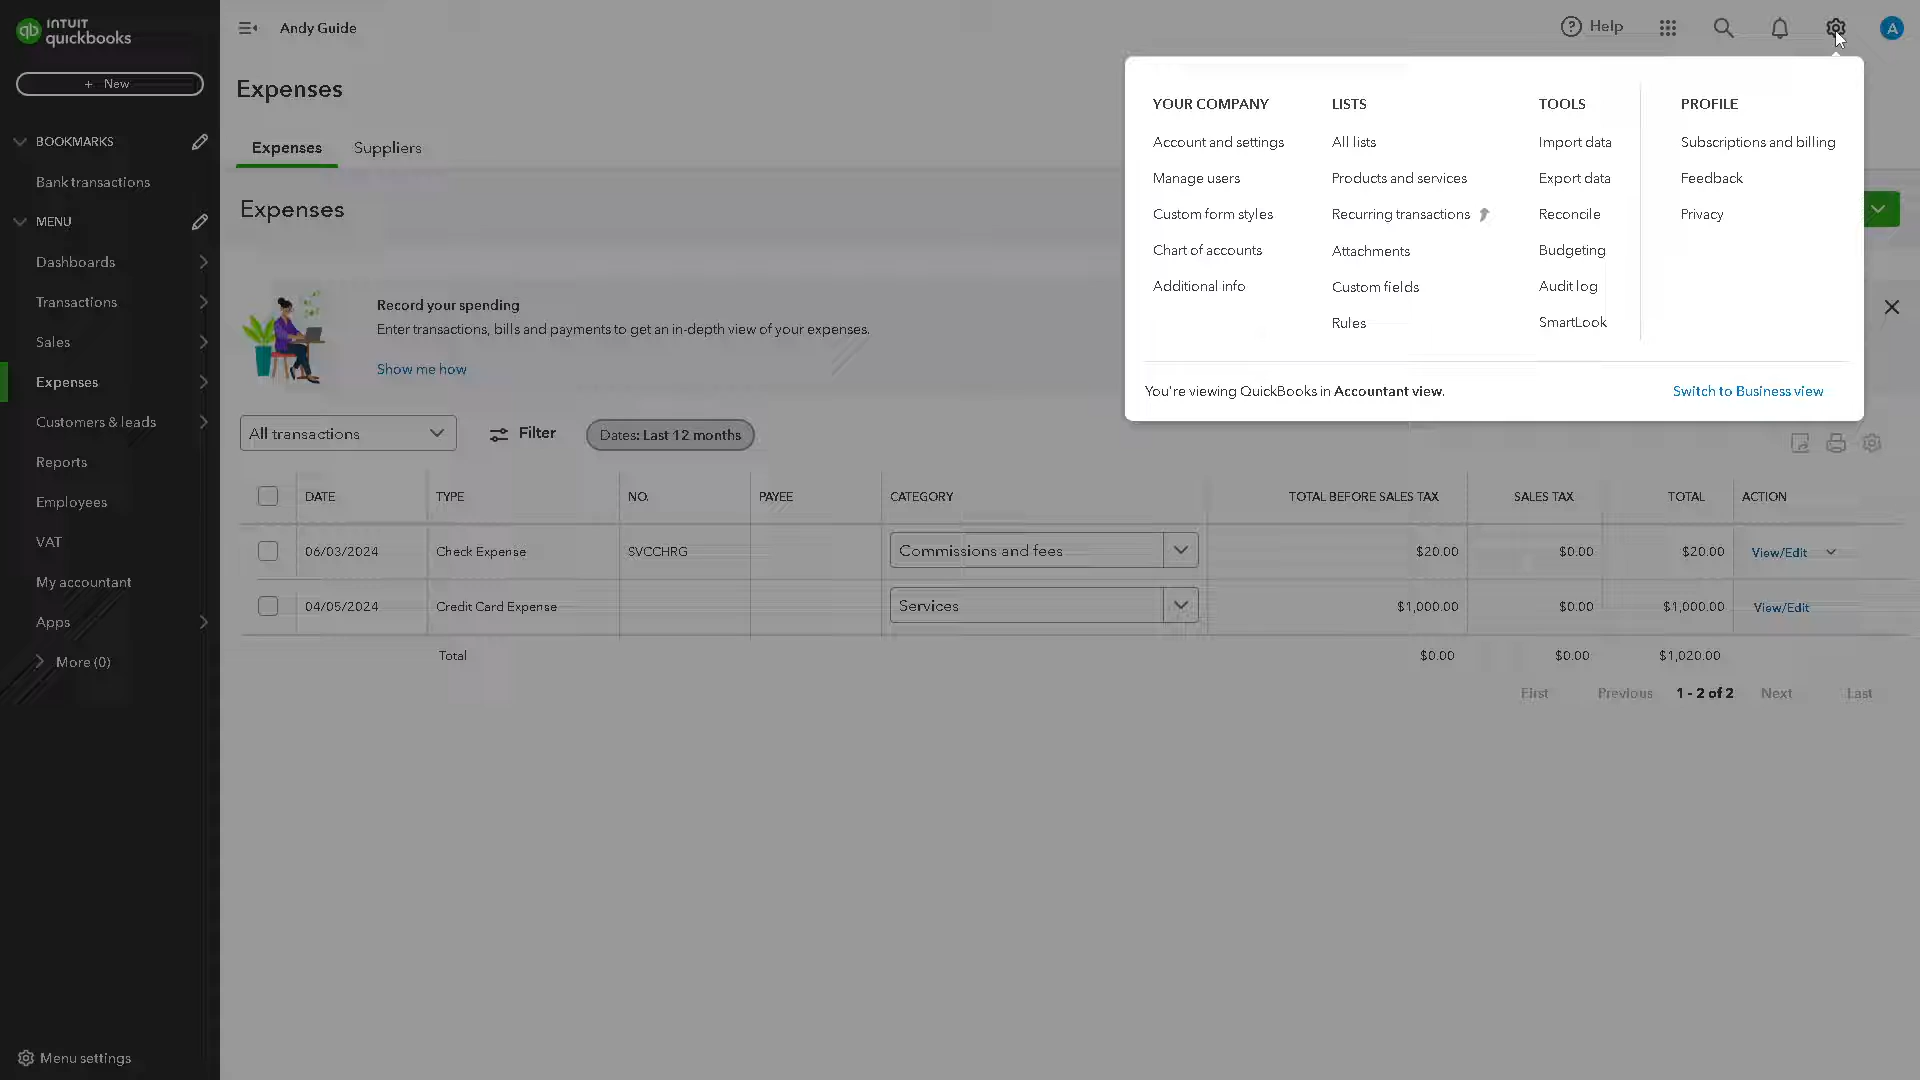 INTUIT
quickbooks
Andy Guide
Help
A
+ New
BOOKMARKS
Bank transactions
MENU
Dashboards
Transactions
Sales
Expenses
Customers & leads
Reports
Employees
VAT
My accountant
Apps
More (0)
Menu settings
Expenses
Expenses Suppliers
Expenses
Record your spending
Enter transactions, bills and payments to get an in-depth view of your expenses.
Show me how
YOUR COMPANY
Account and settings
Manage users
Custom form styles
Chart of accounts
Additional info
LISTS
All lists
Products and services
Recurring transactions
Attachments
Custom fields
Rules
TOOLS
Import data
Export data
Reconcile
Budgeting
Audit log
SmartLook
PROFILE
Subscriptions and billing
Feedback
Privacy
You're viewing QuickBooks in Accountant view. Switch to Business view
All transactions Filter Dates: Last 12 months
DATE TYPE NO. PAYEE CATEGORY TOTAL BEFORE SALES TAX SALES TAX TOTAL ACTION
06/03/2024 Check Expense SVCCHRG Commissions and fees $20.00 $0.00 $20.00 View/Edit
04/05/2024 Credit Card Expense Services $1,000.00 $0.00 $1,000.00 View/Edit
Total $0.00 $0.00 $1,020.00
First Previous 1 - 2 of 2 Next Last